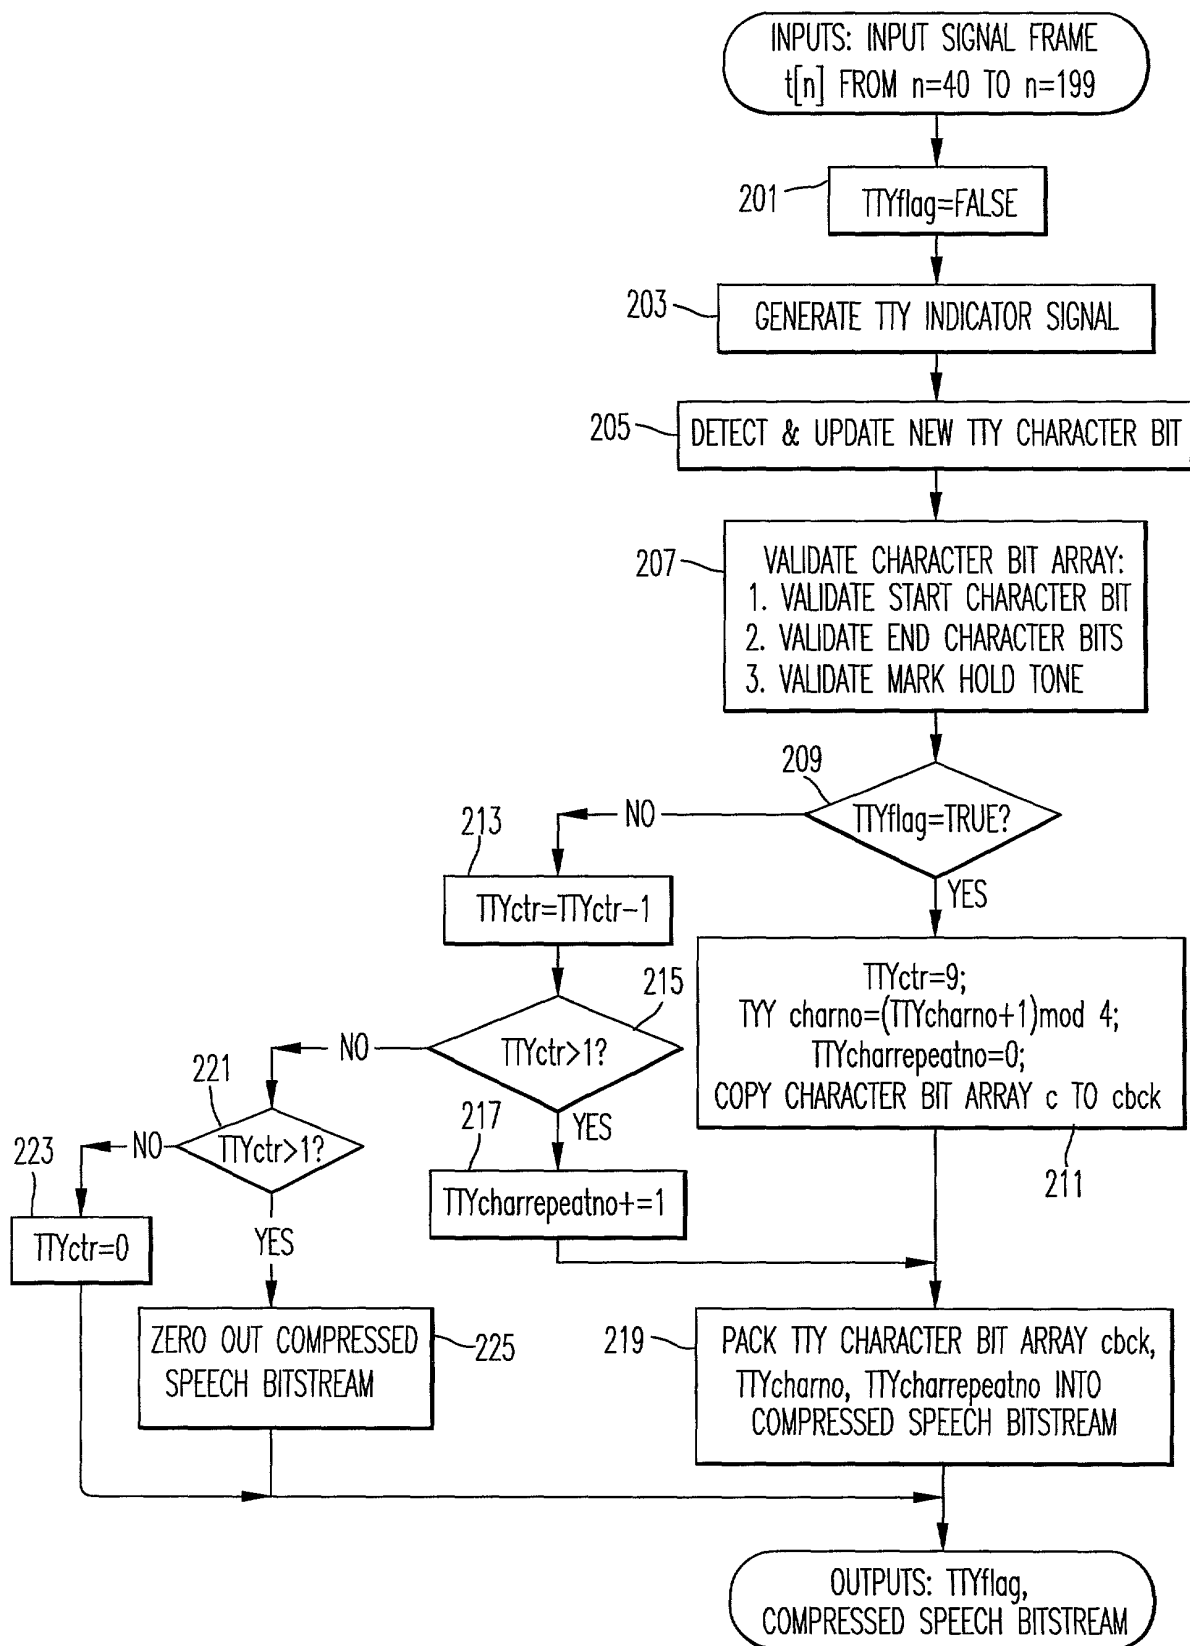 INPUTS: INPUT SIGNAL FRAME
t[n] FROM n=40 TO n=199
201
TTYflag=FALSE
203
GENERATE TTY INDICATOR SIGNAL
205
DETECT & UPDATE NEW TTY CHARACTER BIT
207
VALIDATE CHARACTER BIT ARRAY:
1. VALIDATE START CHARACTER BIT
2. VALIDATE END CHARACTER BITS
3. VALIDATE MARK HOLD TONE
209
TTYflag=TRUE?
NO
YES
213
TTYctr=TTYctr-1
TTYctr=9;
TYY charno=(TTYcharno+1)mod 4;
TTYcharrepeatno=0;
COPY CHARACTER BIT ARRAY c TO cbck
211
215
TTYctr>1?
NO
YES
217
TTYcharrepeatno+=1
221
TTYctr>1?
NO
YES
223
TTYctr=0
ZERO OUT COMPRESSED
SPEECH BITSTREAM
225
219
PACK TTY CHARACTER BIT ARRAY cbck,
TTYcharno, TTYcharrepeatno INTO
COMPRESSED SPEECH BITSTREAM
OUTPUTS: TTYflag,
COMPRESSED SPEECH BITSTREAM